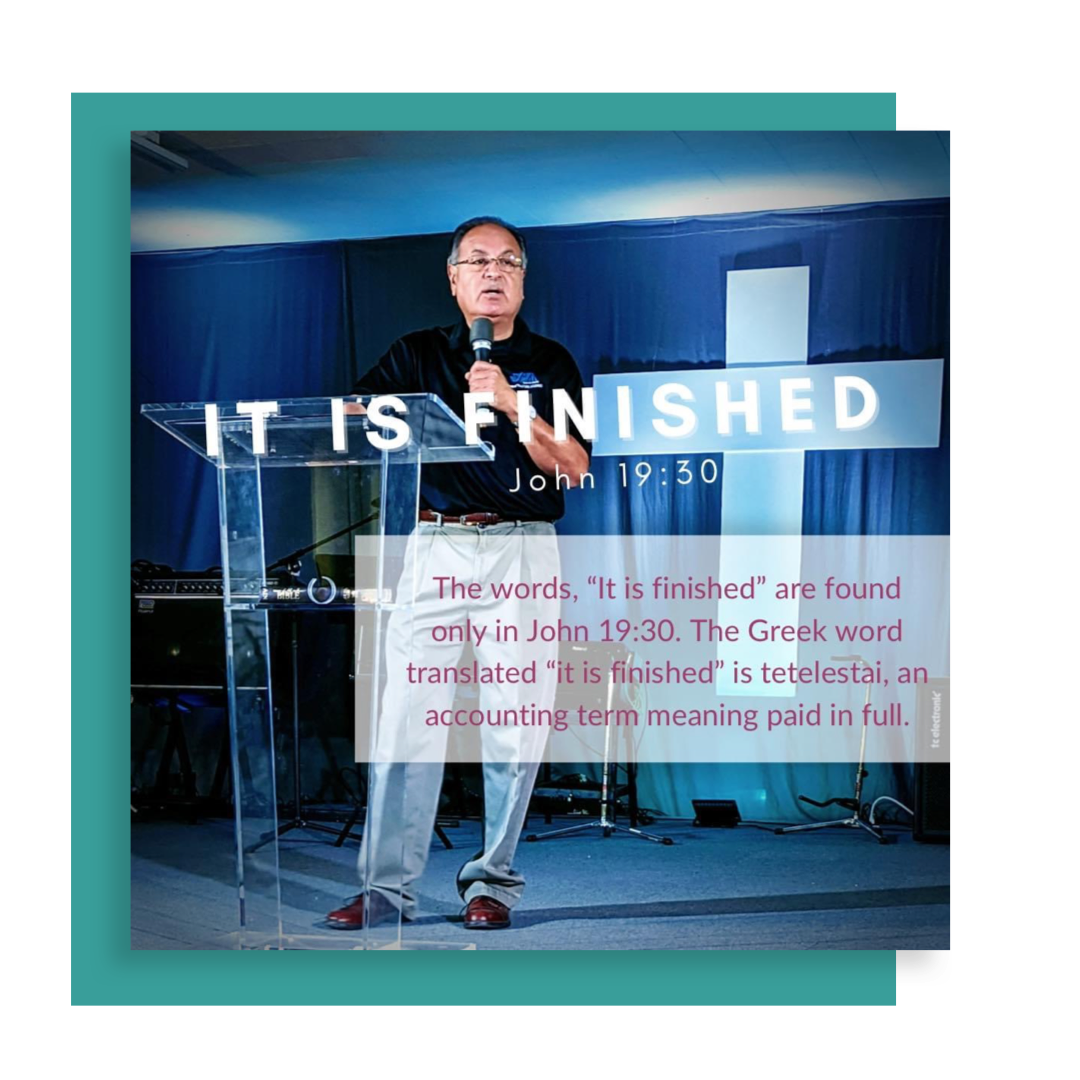 IT IS FINISHED
John 19:30
The words, “It is finished” are found
only in John 19:30. The Greek word
translated “it is finished” is tetelestai, an
accounting term meaning paid in full.
BIBLE
tc electronic